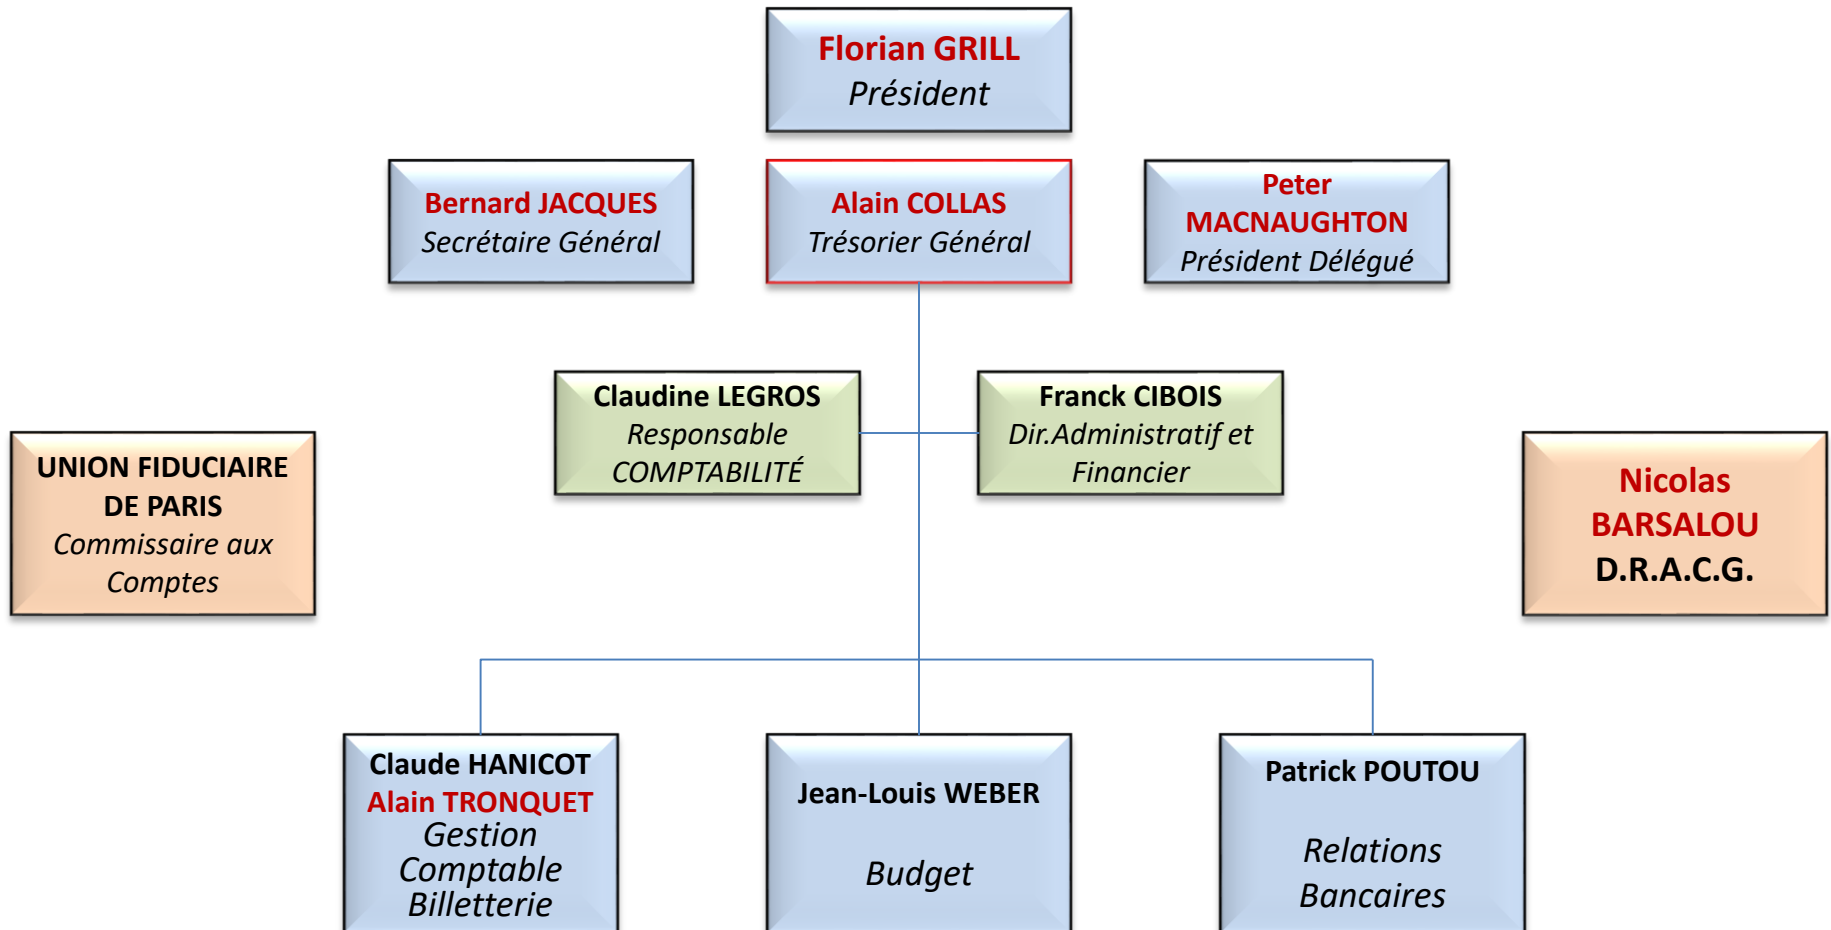 Florian GRILL
Président
Bernard JACQUES
Secrétaire Général
Alain COLLAS
Trésorier Général
Peter
MACNAUGHTON
Président Délégué
Claudine LEGROS
Responsable
COMPTABILITÉ
Franck CIBOIS
Dir.Administratif et
Financier
UNION FIDUCIAIRE
DE PARIS
Commissaire aux
Comptes
Nicolas
BARSALOU
D.R.A.C.G.
Claude HANICOT
Alain TRONQUET
Gestion
Comptable
Billetterie
Jean-Louis WEBER
Budget
Patrick POUTOU
Relations
Bancaires